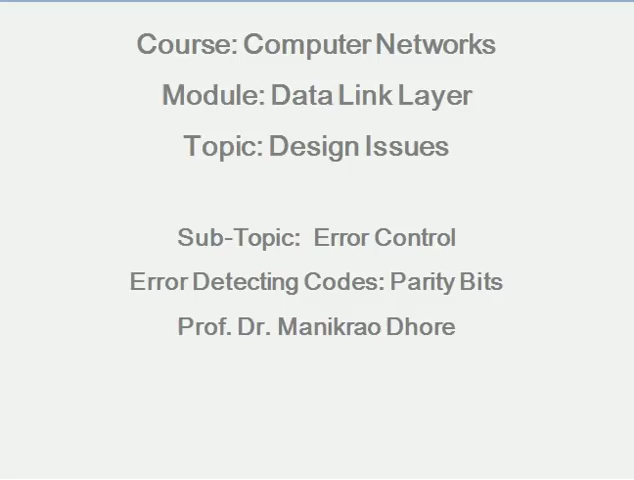 Course: Computer Networks
Module: Data Link Layer
Topic: Design Issues
Sub-Topic: Error Control
Error Detecting Codes: Parity Bits
Prof. Dr. Manikrao Dhore